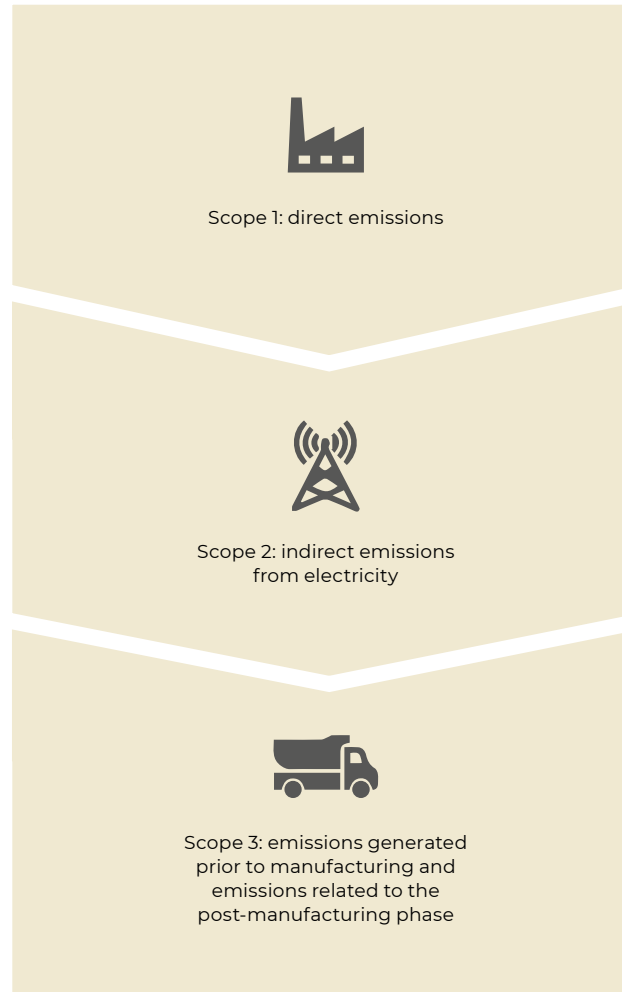 Scope 1: direct emissions
Scope 2: indirect emissions
from electricity
Scope 3: emissions generated
prior to manufacturing and
emissions related to the
post-manufacturing phase